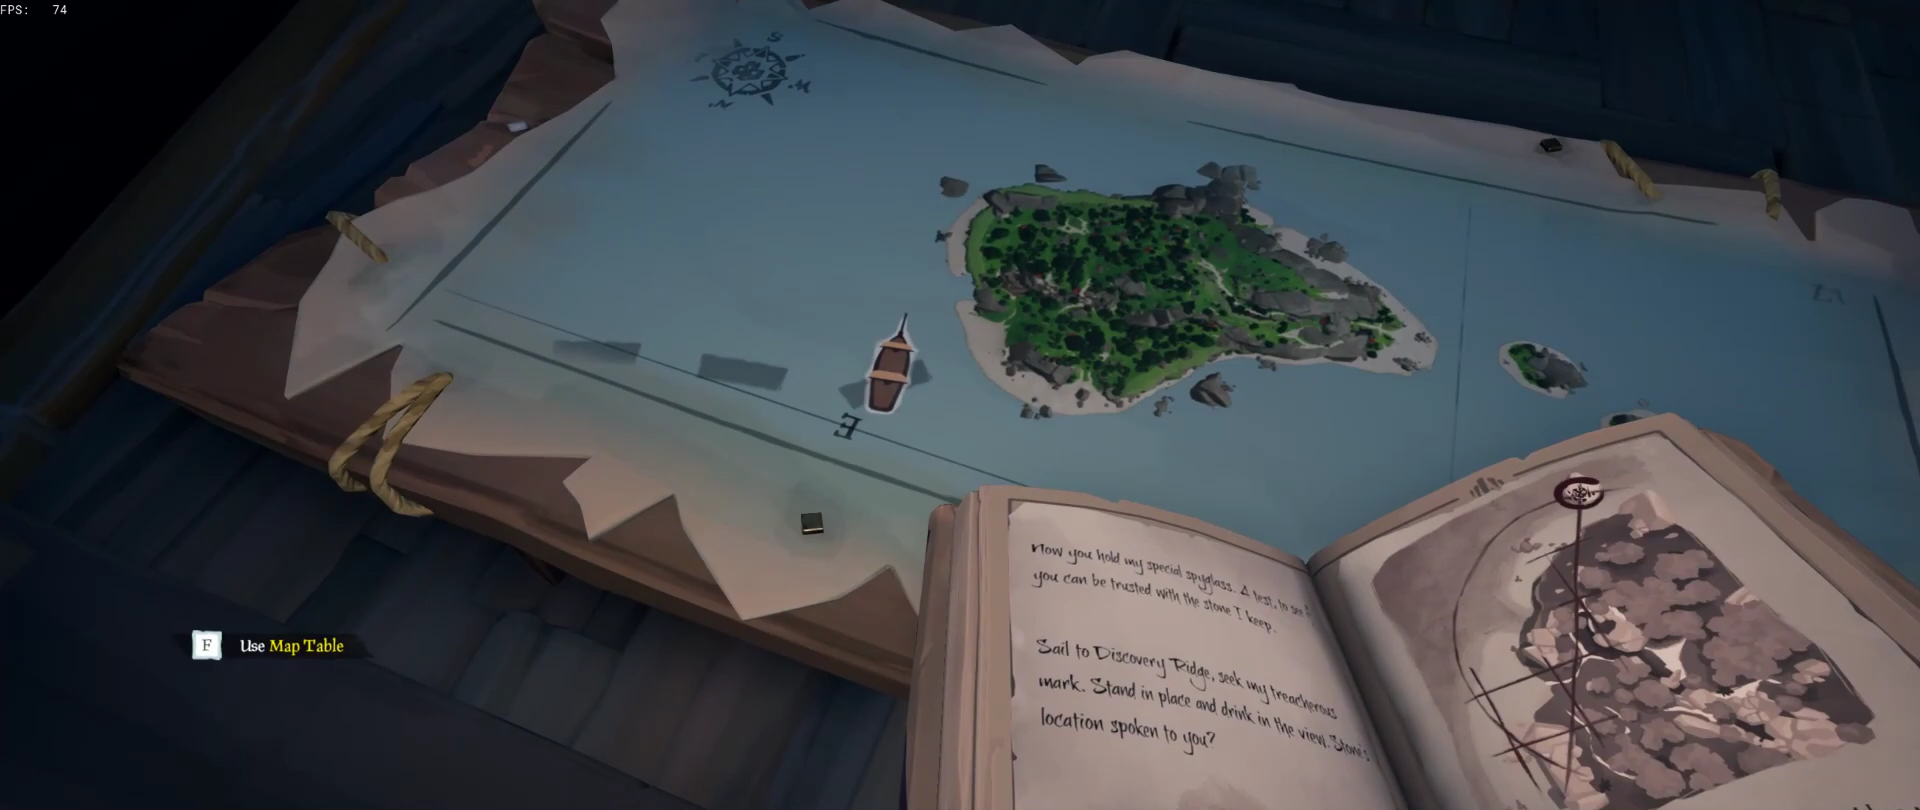 FPS: 74
S
W
N
E
Now you hold my special spyglass. A test, to see
you can be trusted with the stone I keep.
Sail to Discovery Ridge, seek my treacherous
mark. Stand in place and drink in the view. Stone's
location spoken to you?
F Use Map Table